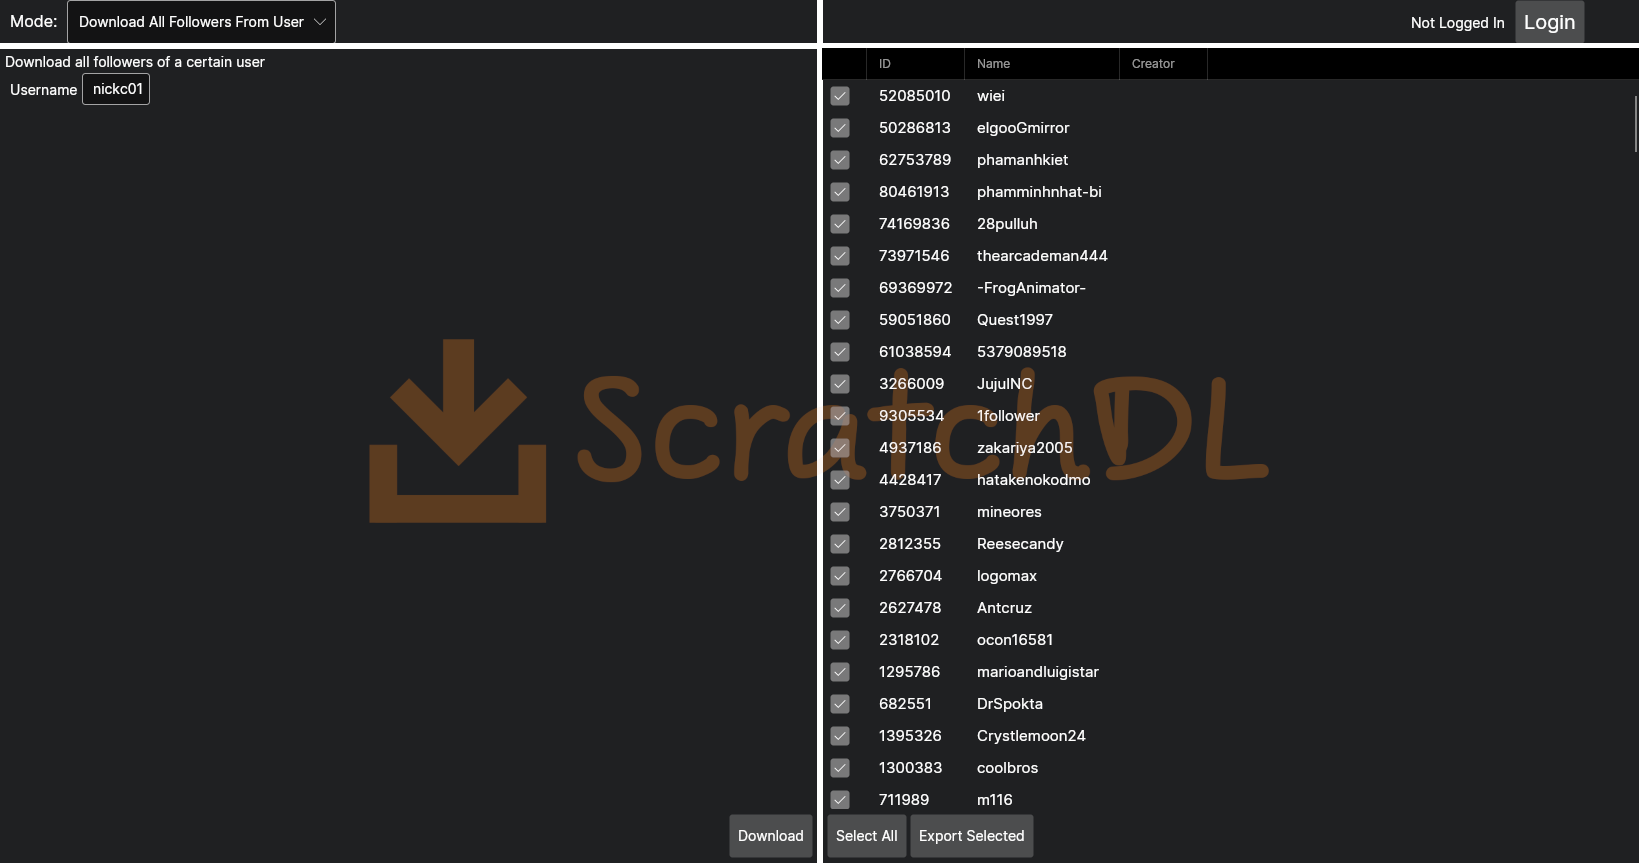 Mode: Download All Followers From User
Not Logged In Login
Download all followers of a certain user
Username nickc01
ID Name Creator
52085010 wiei
50286813 elgooGmirror
62753789 phamanhkiet
80461913 phamminhnhat-bi
74169836 28pulluh
73971546 thearcademan444
69369972 -FrogAnimator-
59051860 Quest1997
61038594 5379089518
3266009 JujuINC
9305534 1follower
4937186 zakariya2005
4428417 hatakenokodmo
3750371 mineores
2812355 Reesecandy
2766704 logomax
2627478 Antcruz
2318102 ocon16581
1295786 marioandluigistar
682551 DrSpokta
1395326 Crystlemoon24
1300383 coolbros
711989 m116
ScratchDL
Download
Select All Export Selected